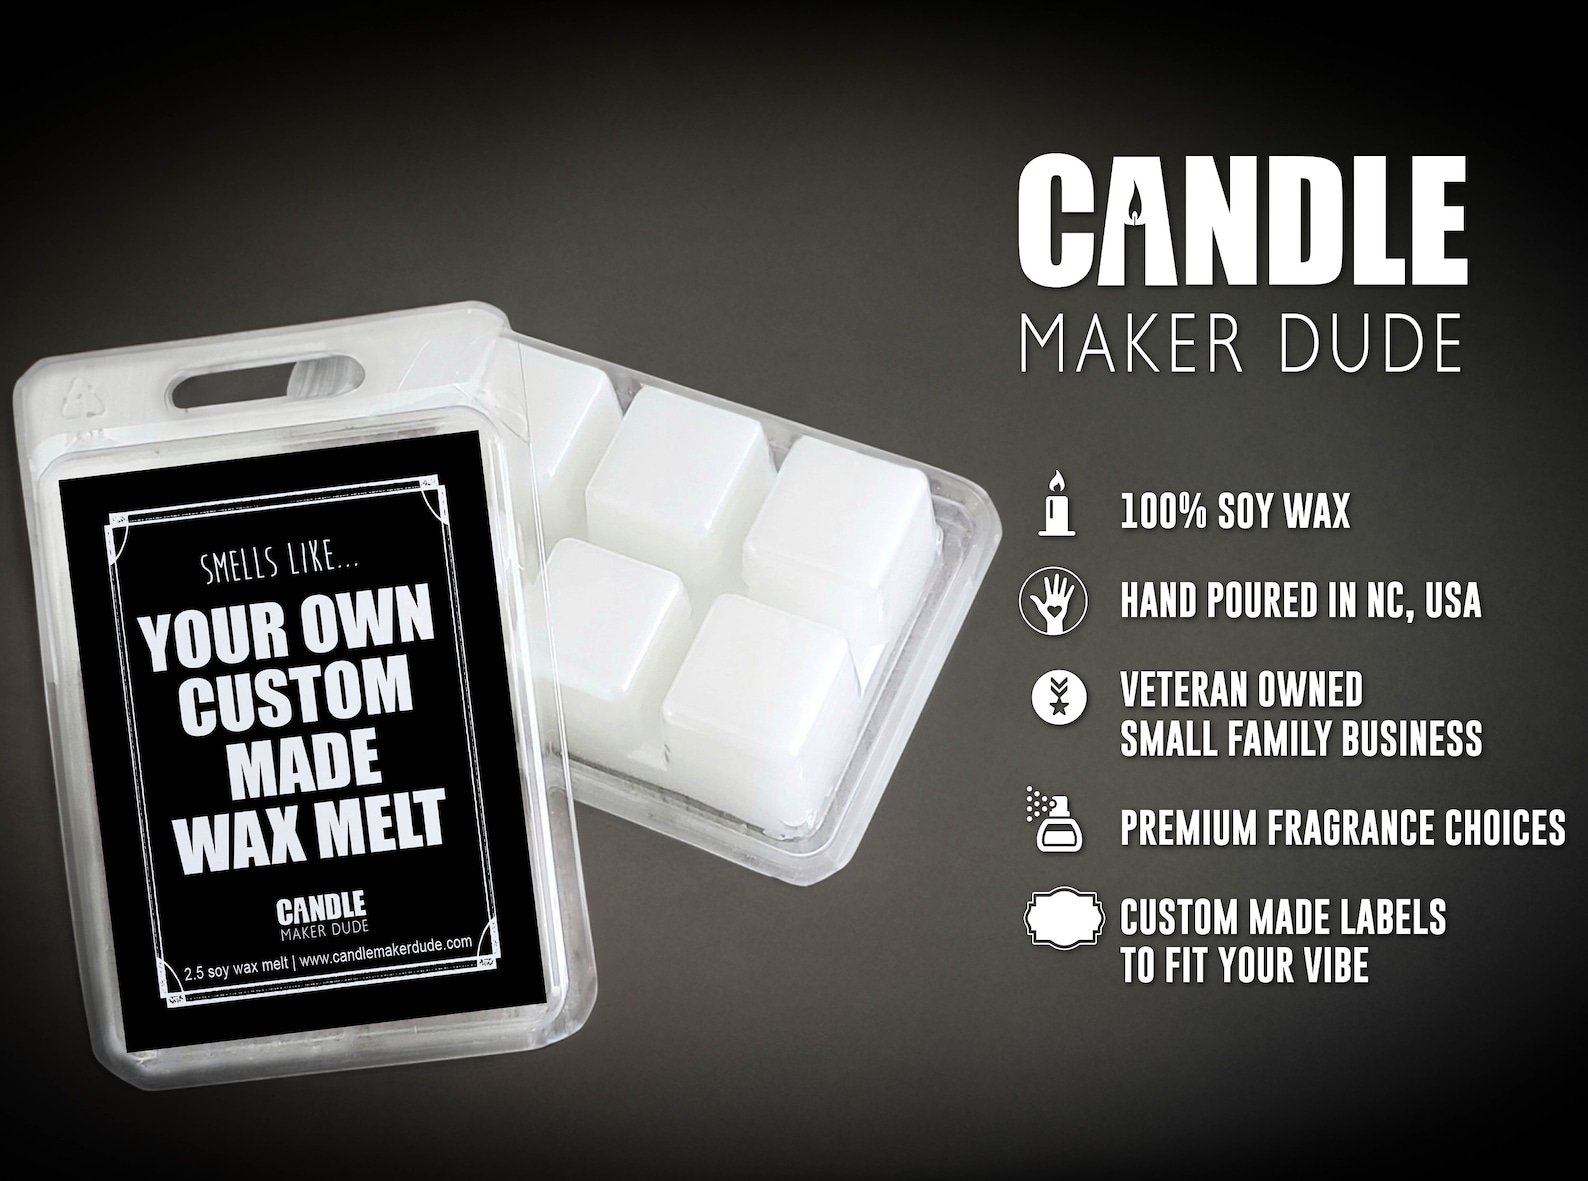 SMELLS LIKE...
YOUR OWN
CUSTOM
MADE
WAX MELT
CANDLE
MAKER DUDE
2.5 soy wax melt | www.candlemakerdude.com
CANDLE
MAKER DUDE
100% SOY WAX
HAND POURED IN NC, USA
VETERAN OWNED
SMALL FAMILY BUSINESS
PREMIUM FRAGRANCE CHOICES
CUSTOM MADE LABELS
TO FIT YOUR VIBE